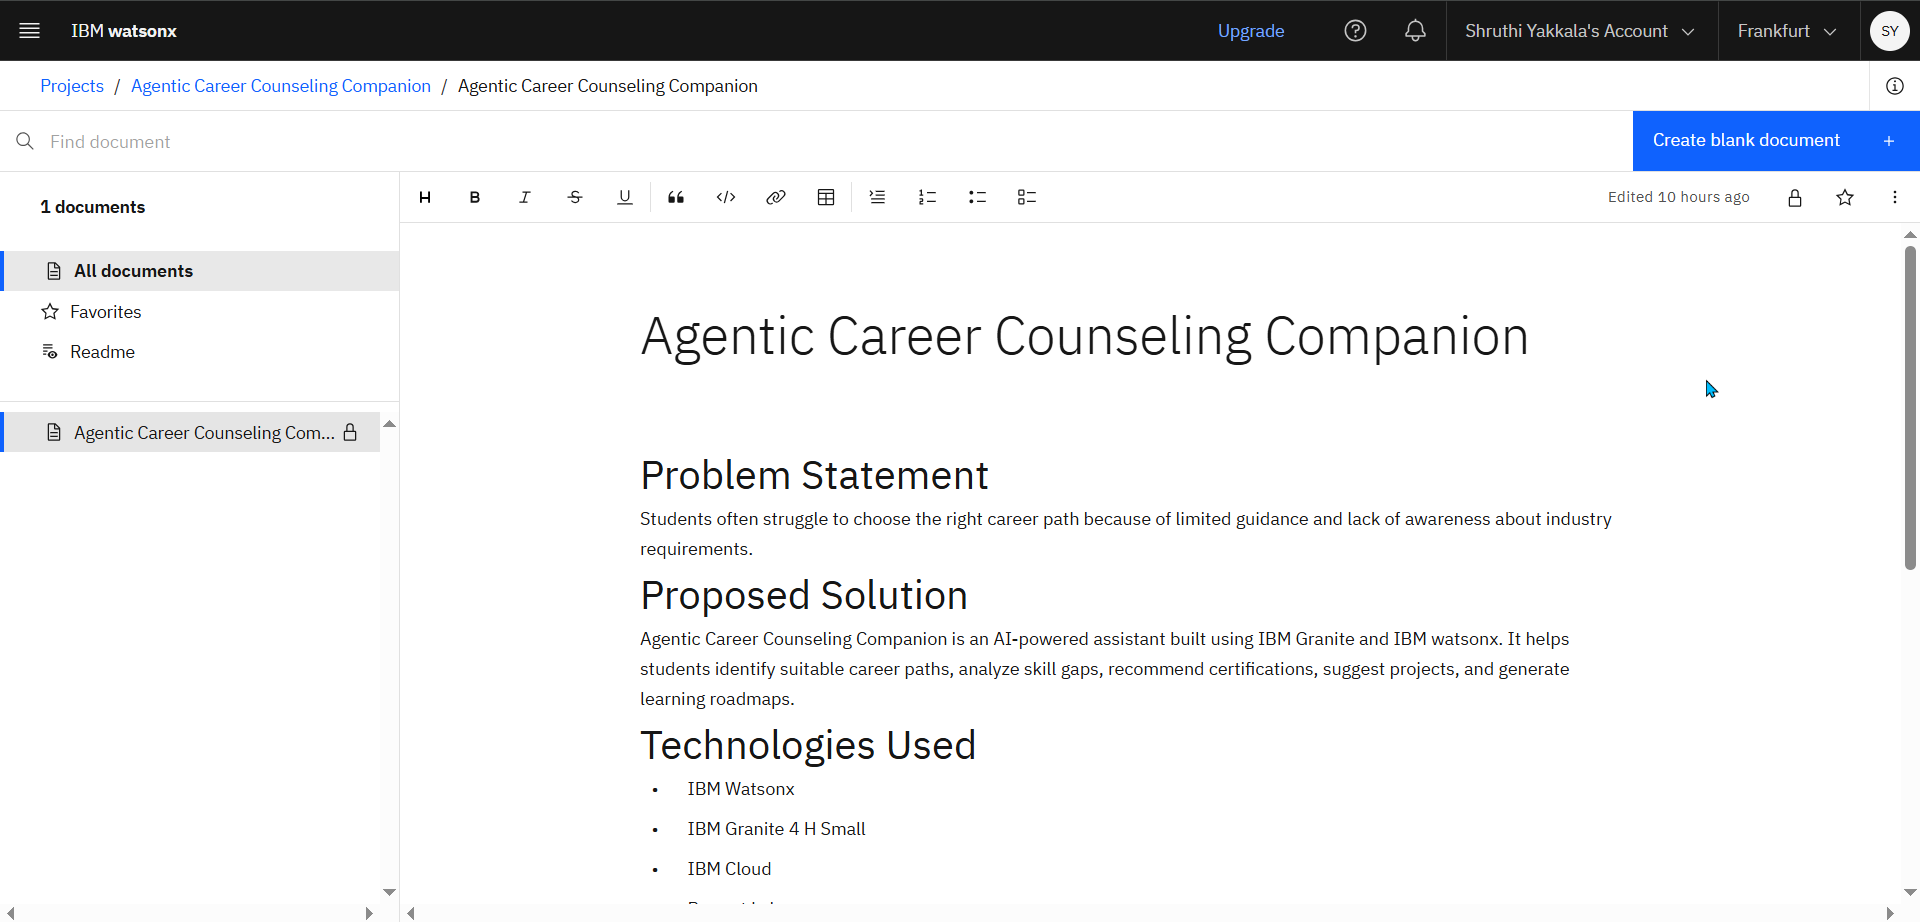 IBM watsonx
Upgrade
Shruthi Yakkala's Account
Frankfurt
SY
Projects / Agentic Career Counseling Companion / Agentic Career Counseling Companion
Find document
Create blank document +
1 documents
H B I S U
Edited 10 hours ago
All documents
Favorites
Readme
Agentic Career Counseling Com...
Agentic Career Counseling Companion
Problem Statement
Students often struggle to choose the right career path because of limited guidance and lack of awareness about industry
requirements.
Proposed Solution
Agentic Career Counseling Companion is an AI-powered assistant built using IBM Granite and IBM watsonx. It helps
students identify suitable career paths, analyze skill gaps, recommend certifications, suggest projects, and generate
learning roadmaps.
Technologies Used
• IBM Watsonx
• IBM Granite 4 H Small
• IBM Cloud